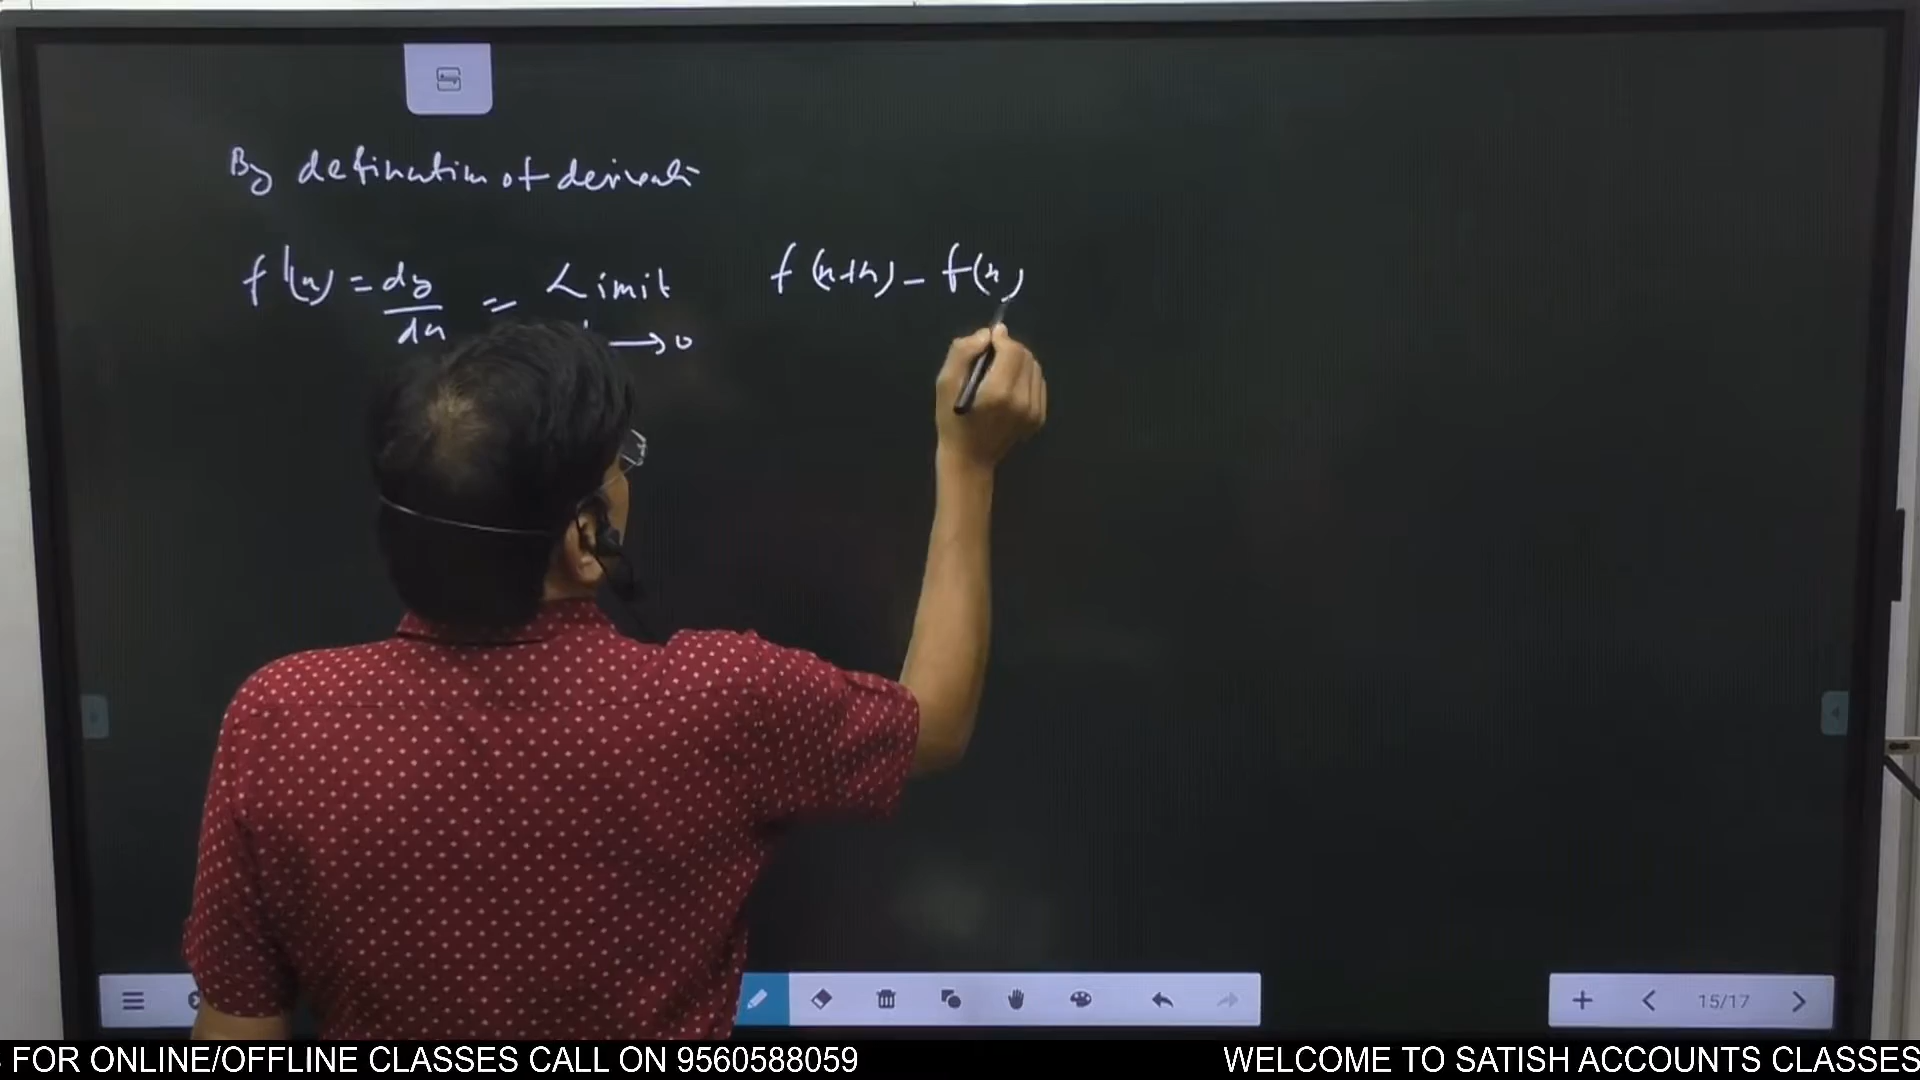 By defination of derivati
f'(x) = dy/dx = Limit f(x+h) - f(x)
→ 0
15/17
FOR ONLINE/OFFLINE CLASSES CALL ON 9560588059
WELCOME TO SATISH ACCOUNTS CLASSES